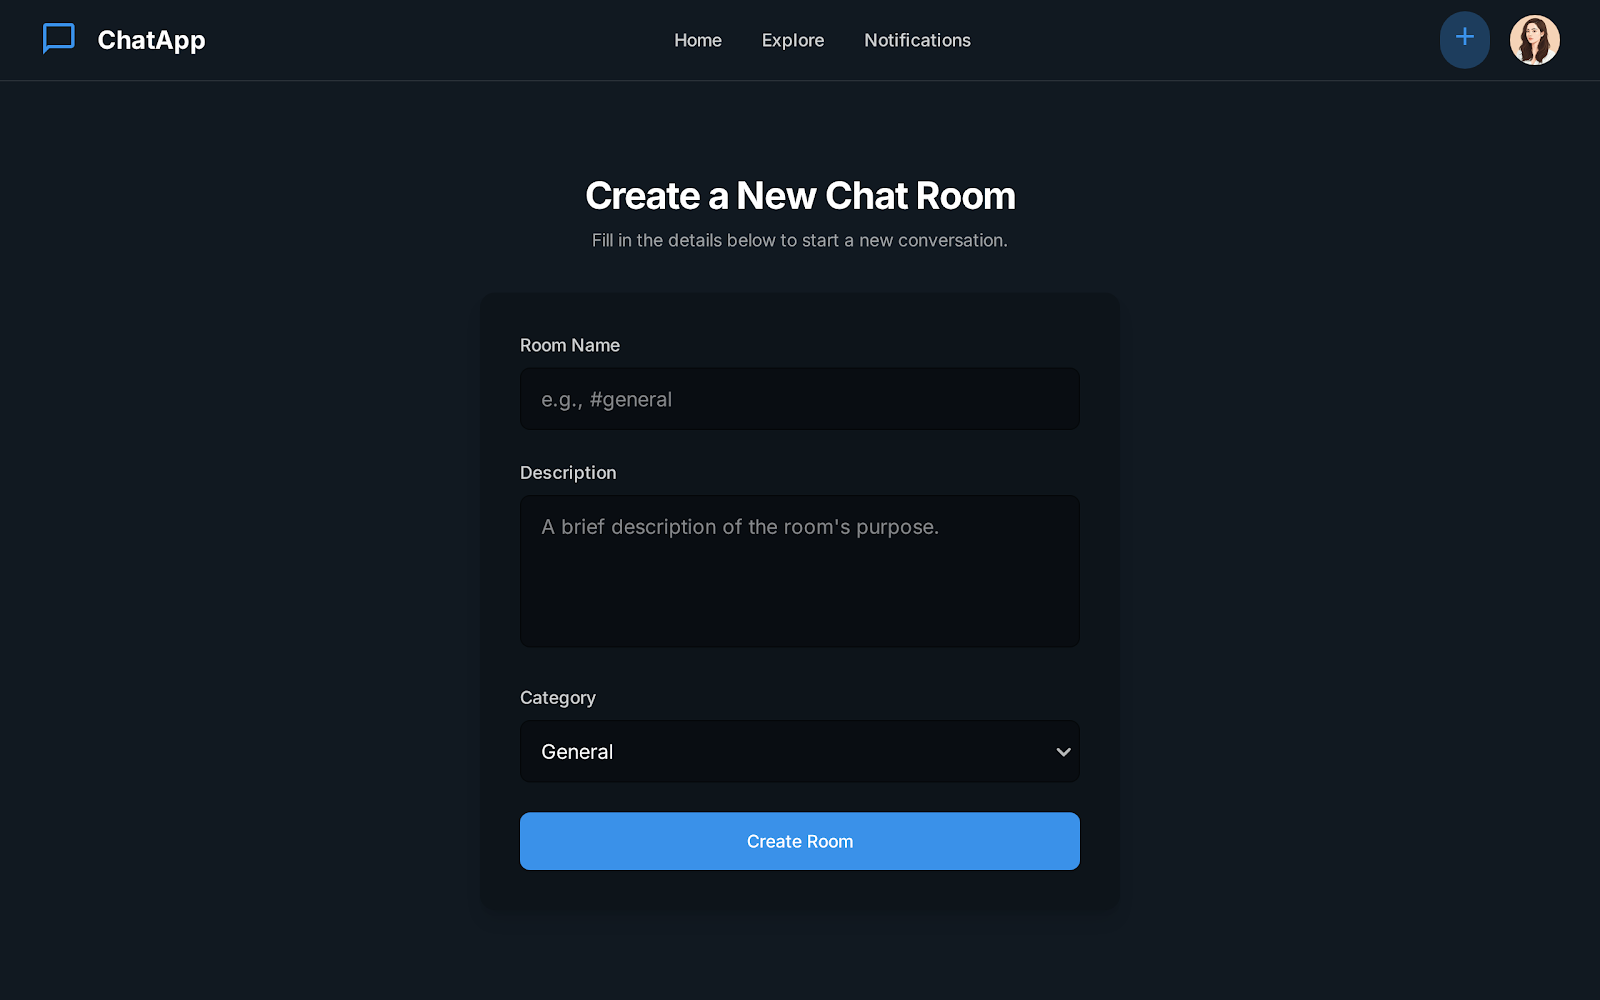 ChatApp
Home
Explore
Notifications
Create a New Chat Room
Fill in the details below to start a new conversation.
Room Name
e.g., #general
Description
A brief description of the room's purpose.
Category
General
Create Room